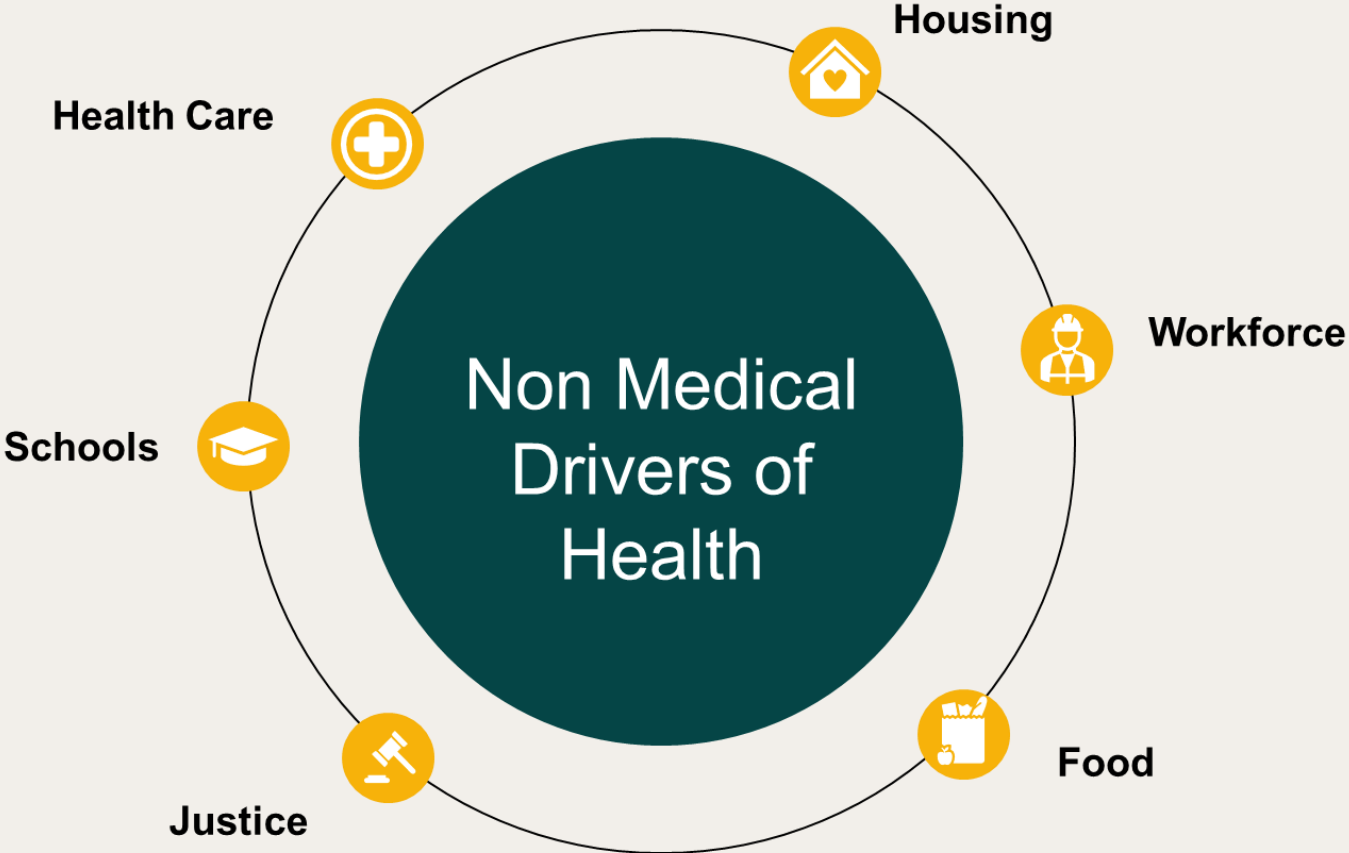 Housing
Health Care
Workforce
Non Medical
Drivers of
Health
Schools
Food
Justice